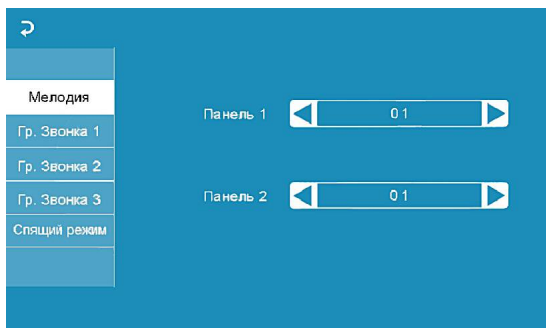 Мелодия
Гр. Звонка 1
Гр. Звонка 2
Гр. Звонка 3
Спящий режим
Панель 1 01
Панель 2 01